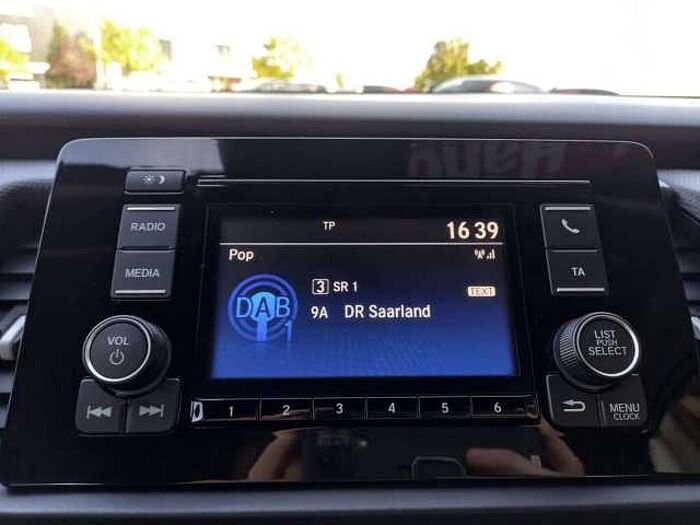 RADIO
MEDIA
VOL
TP
16 39
Pop
DAB
1
3 SR 1
TEXT
9A DR Saarland
TA
LIST
PUSH
SELECT
MENU
CLOCK
1 2 3 4 5 6